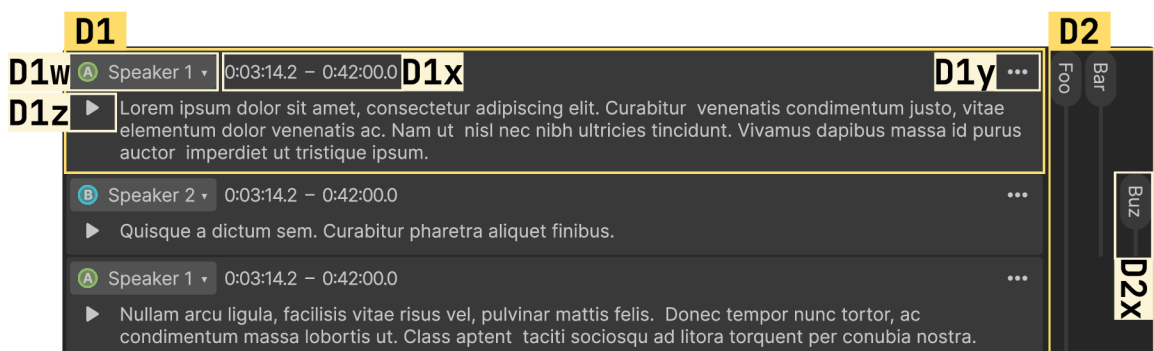 D1
D2
D1w
A Speaker 1
0:03:14.2 – 0:42:00.0
D1x
D1y
•••
Foo
Bar
D1z
Lorem ipsum dolor sit amet, consectetur adipiscing elit. Curabitur venenatis condimentum justo, vitae
elementum dolor venenatis ac. Nam ut nisl nec nibh ultricies tincidunt. Vivamus dapibus massa id purus
auctor imperdiet ut tristique ipsum.
B Speaker 2
0:03:14.2 – 0:42:00.0
•••
Buz
Quisque a dictum sem. Curabitur pharetra aliquet finibus.
D2x
A Speaker 1
0:03:14.2 – 0:42:00.0
•••
Nullam arcu ligula, facilisis vitae risus vel, pulvinar mattis felis. Donec tempor nunc tortor, ac
condimentum massa lobortis ut. Class aptent taciti sociosqu ad litora torquent per conubia nostra.